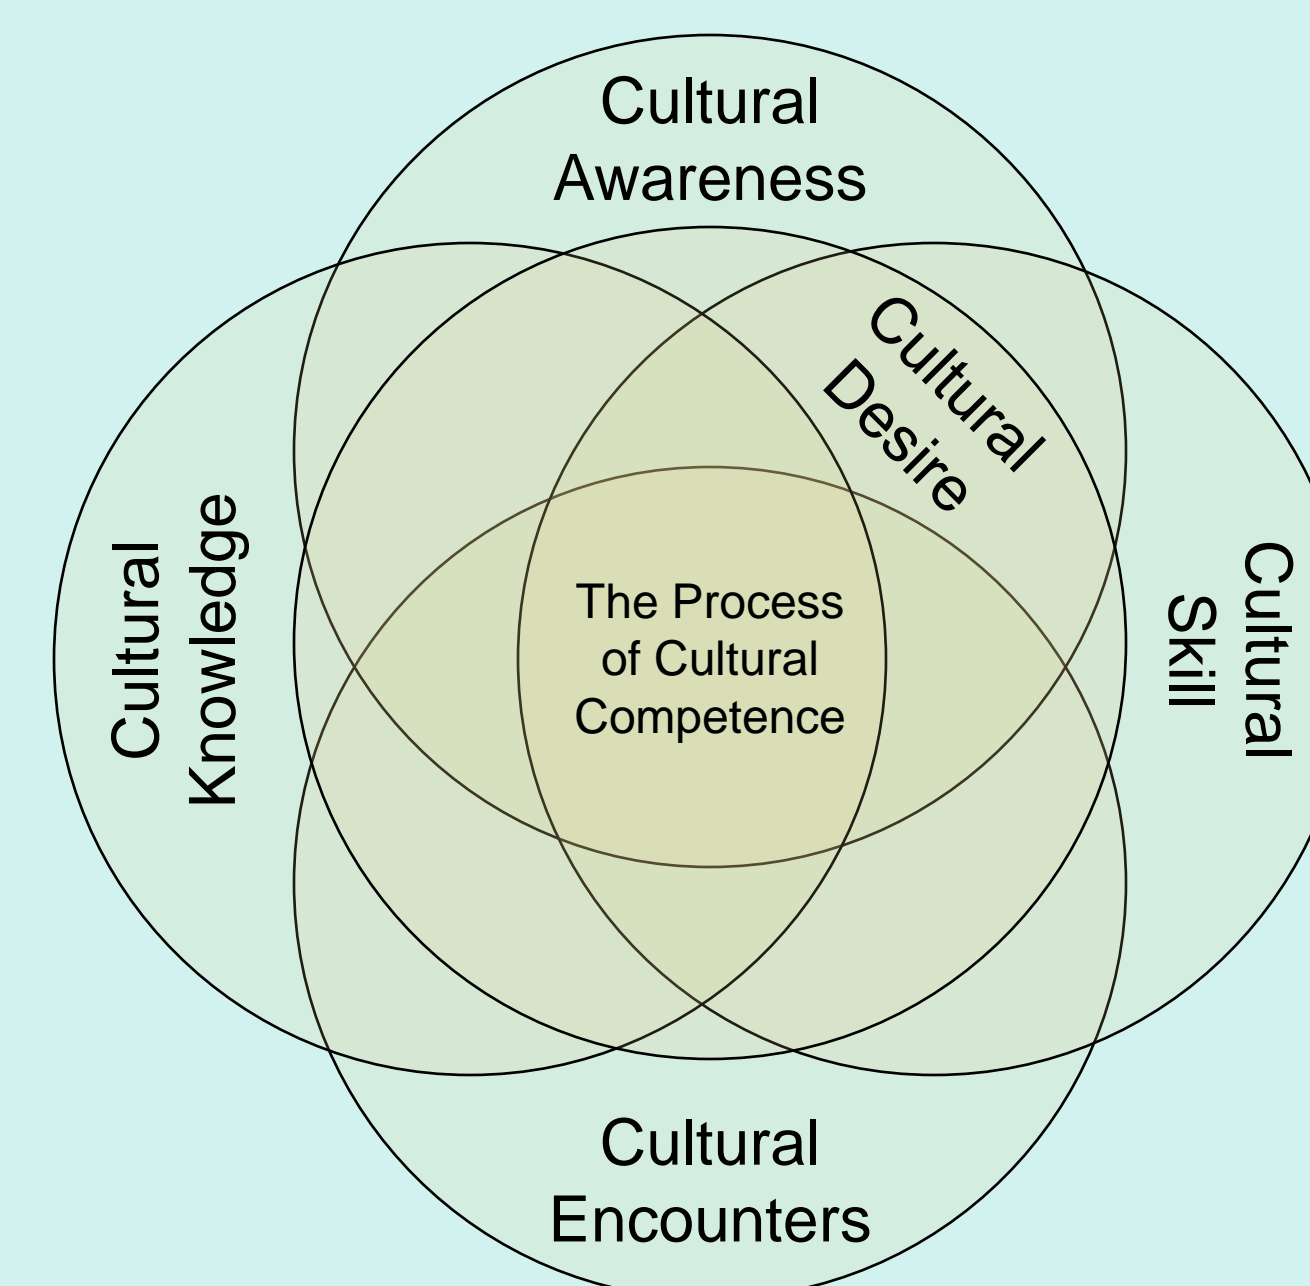 Cultural
Awareness
Cultural
Desire
Cultural
Knowledge
The Process
of Cultural
Competence
Cultural
Skill
Cultural
Encounters